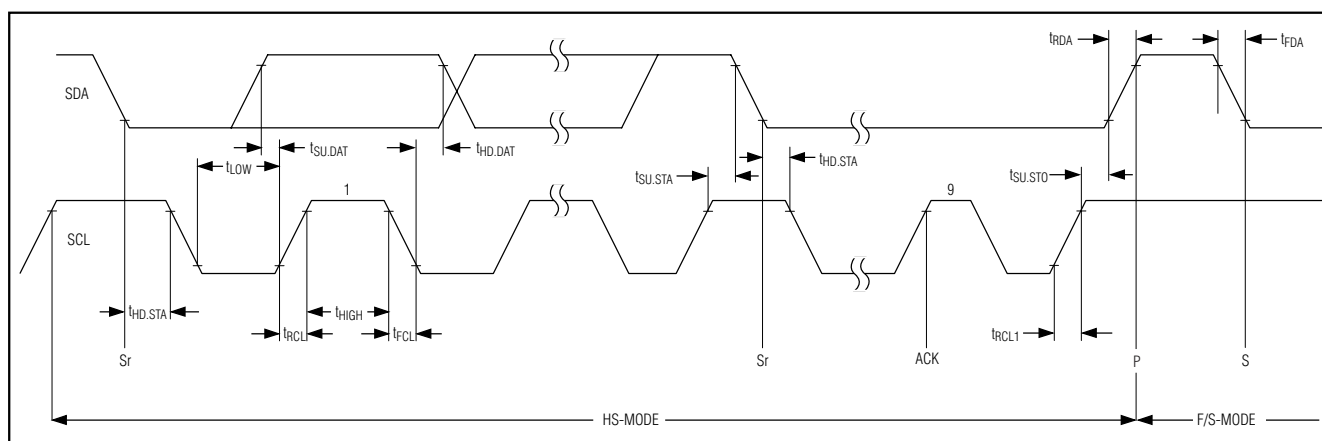 tRDA tFDA
SDA
tSU.DAT tHD.DAT
tLOW tHD.STA
tSU.STA tSU.STO
1 9
SCL
tHD.STA tHIGH
tRCL tFCL tRCL1
Sr Sr ACK P S
HS-MODE F/S-MODE